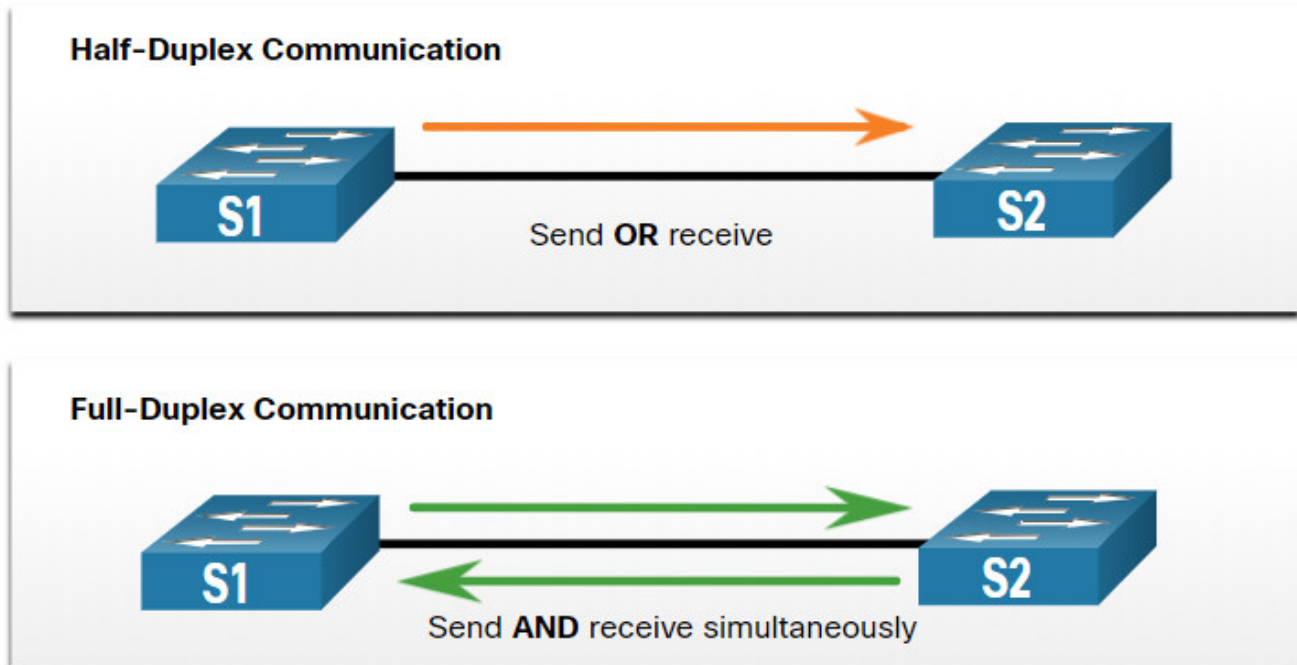 Half-Duplex Communication
S1
S2
Send OR receive
Full-Duplex Communication
S1
S2
Send AND receive simultaneously